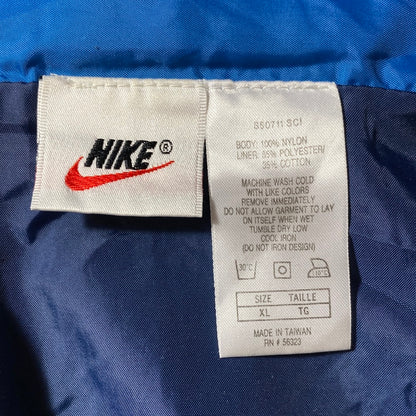 NIKE ®
S50711 SCI
BODY: 100% NYLON
LINER: 65% POLYESTER/
35% COTTON
MACHINE WASH COLD
WITH LIKE COLORS
REMOVE IMMEDIATELY
DO NOT ALLOW GARMENT TO LAY
ON ITSELF WHEN WET
TUMBLE DRY LOW
COOL IRON
(DO NOT IRON DESIGN)
30°C 110°C
SIZE TAILLE
XL TG
MADE IN TAIWAN
RN # 56323